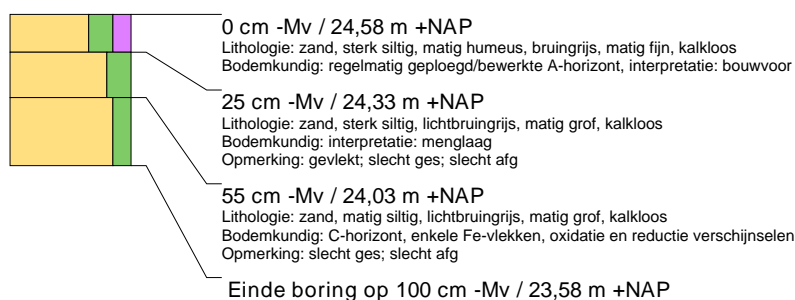 0 cm -Mv / 24,58 m +NAP
Lithologie: zand, sterk siltig, matig humeus, bruingrijs, matig fijn, kalkloos
Bodemkundig: regelmatig geploegd/bewerkte A-horizont, interpretatie: bouwvoor
25 cm -Mv / 24,33 m +NAP
Lithologie: zand, sterk siltig, lichtbruingrijs, matig grof, kalkloos
Bodemkundig: interpretatie: menglaag
Opmerking: gevlekt; slecht ges; slecht afg
55 cm -Mv / 24,03 m +NAP
Lithologie: zand, matig siltig, lichtbruingrijs, matig grof, kalkloos
Bodemkundig: C-horizont, enkele Fe-vlekken, oxidatie en reductie verschijnselen
Opmerking: slecht ges; slecht afg
Einde boring op 100 cm -Mv / 23,58 m +NAP